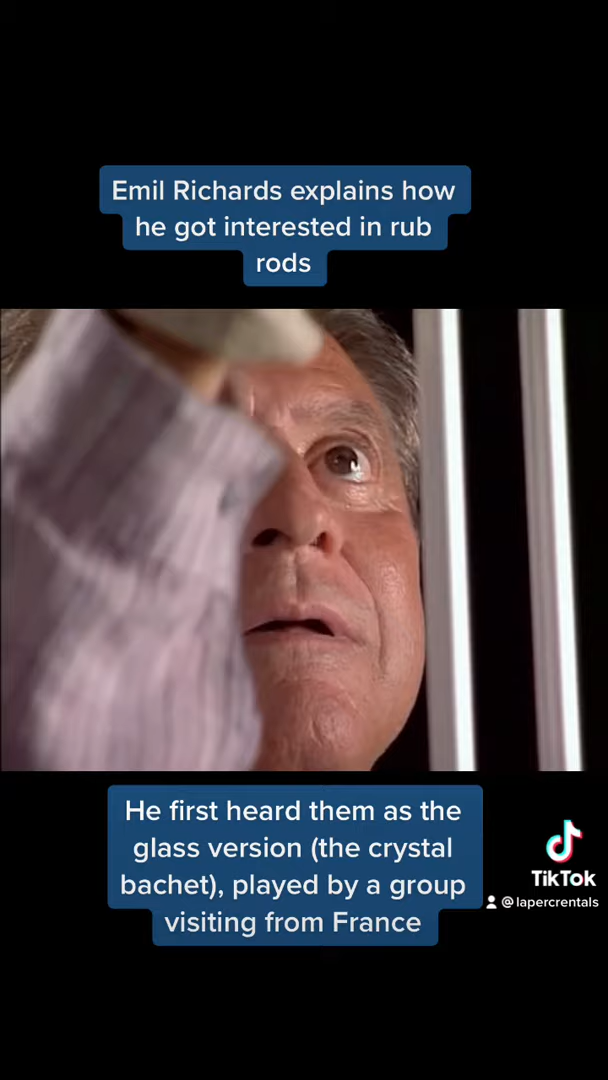 Emil Richards explains how
he got interested in rub
rods
He first heard them as the
glass version (the crystal
bachet), played by a group
visiting from France
TikTok
@lapercrentals